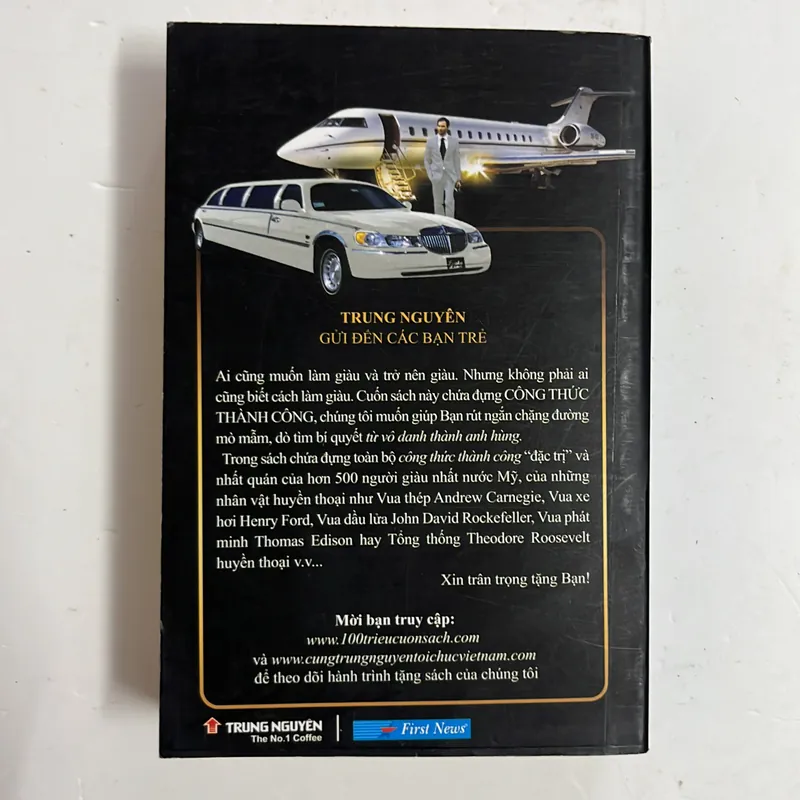 TRUNG NGUYÊN
GỬI ĐẾN CÁC BẠN TRẺ
Ai cũng muốn làm giàu và trở nên giàu. Nhưng không phải ai
cũng biết cách làm giàu. Cuốn sách này chứa đựng CÔNG THỨC
THÀNH CÔNG, chúng tôi muốn giúp Bạn rút ngắn chặng đường
mò mẫm, dò tìm bí quyết từ vô danh thành anh hùng.
Trong sách chứa đựng toàn bộ công thức thành công “đặc trị” và
nhất quán của hơn 500 người giàu nhất nước Mỹ, của những
nhân vật huyền thoại như Vua thép Andrew Carnegie, Vua xe
hơi Henry Ford, Vua dầu lửa John David Rockefeller, Vua phát
minh Thomas Edison hay Tổng thống Theodore Roosevelt
huyền thoại v.v...
Xin trân trọng tặng Bạn!
Mời bạn truy cập:
www.100trieucuonsach.com
và www.cungtrungnguyentoichucvietnam.com
để theo dõi hành trình tặng sách của chúng tôi
TRUNG NGUYÊN
The No.1 Coffee
First News